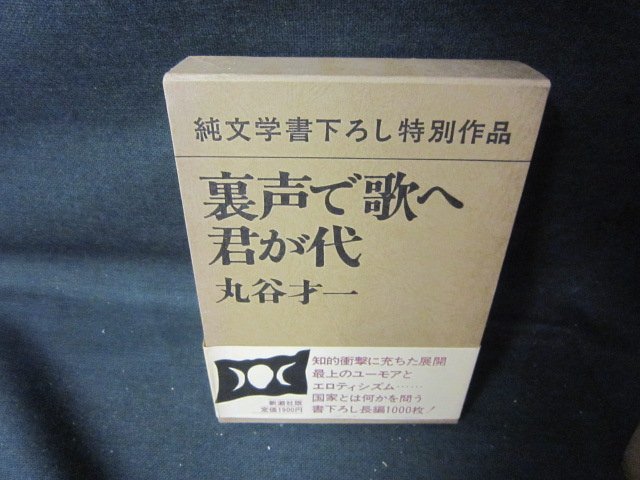 純文学書下ろし特別作品
裏声で歌へ
君が代
丸谷才一
知的衝撃に充ちた展開
最上のユーモアと
エロティシズム……
国家とは何かを問う
書下ろし長編1000枚！
新潮社版
定価1900円